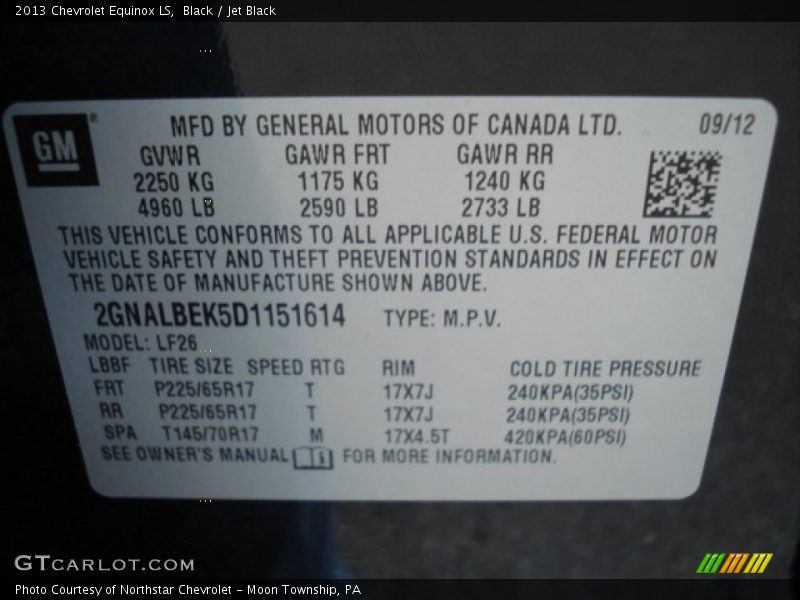 2013 Chevrolet Equinox LS,  Black / Jet Black
GM
®
MFD BY GENERAL MOTORS OF CANADA LTD. 09/12
GVWR GAWR FRT GAWR RR
2250 KG 1175 KG 1240 KG
4960 LB 2590 LB 2733 LB
THIS VEHICLE CONFORMS TO ALL APPLICABLE U.S. FEDERAL MOTOR
VEHICLE SAFETY AND THEFT PREVENTION STANDARDS IN EFFECT ON
THE DATE OF MANUFACTURE SHOWN ABOVE.
2GNALBEK5D1151614 TYPE: M.P.V.
MODEL: LF26
LBBF TIRE SIZE SPEED RTG RIM COLD TIRE PRESSURE
FRT P225/65R17 T 17X7J 240KPA(35PSI)
RR P225/65R17 T 17X7J 240KPA(35PSI)
SPA T145/70R17 M 17X4.5T 420KPA(60PSI)
SEE OWNER'S MANUAL FOR MORE INFORMATION.
GTCARLOT.COM
Photo Courtesy of Northstar Chevrolet - Moon Township, PA